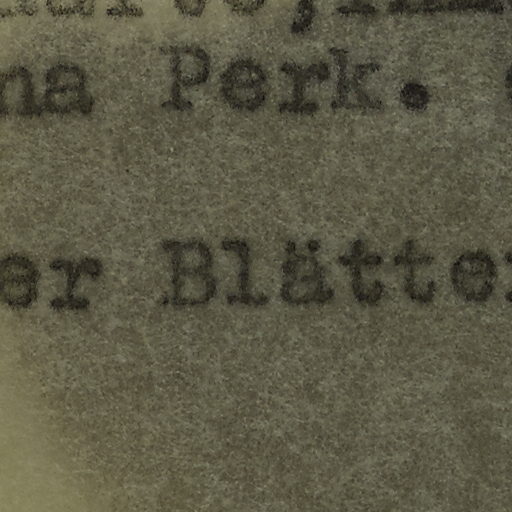 na Perk.
er Blätte